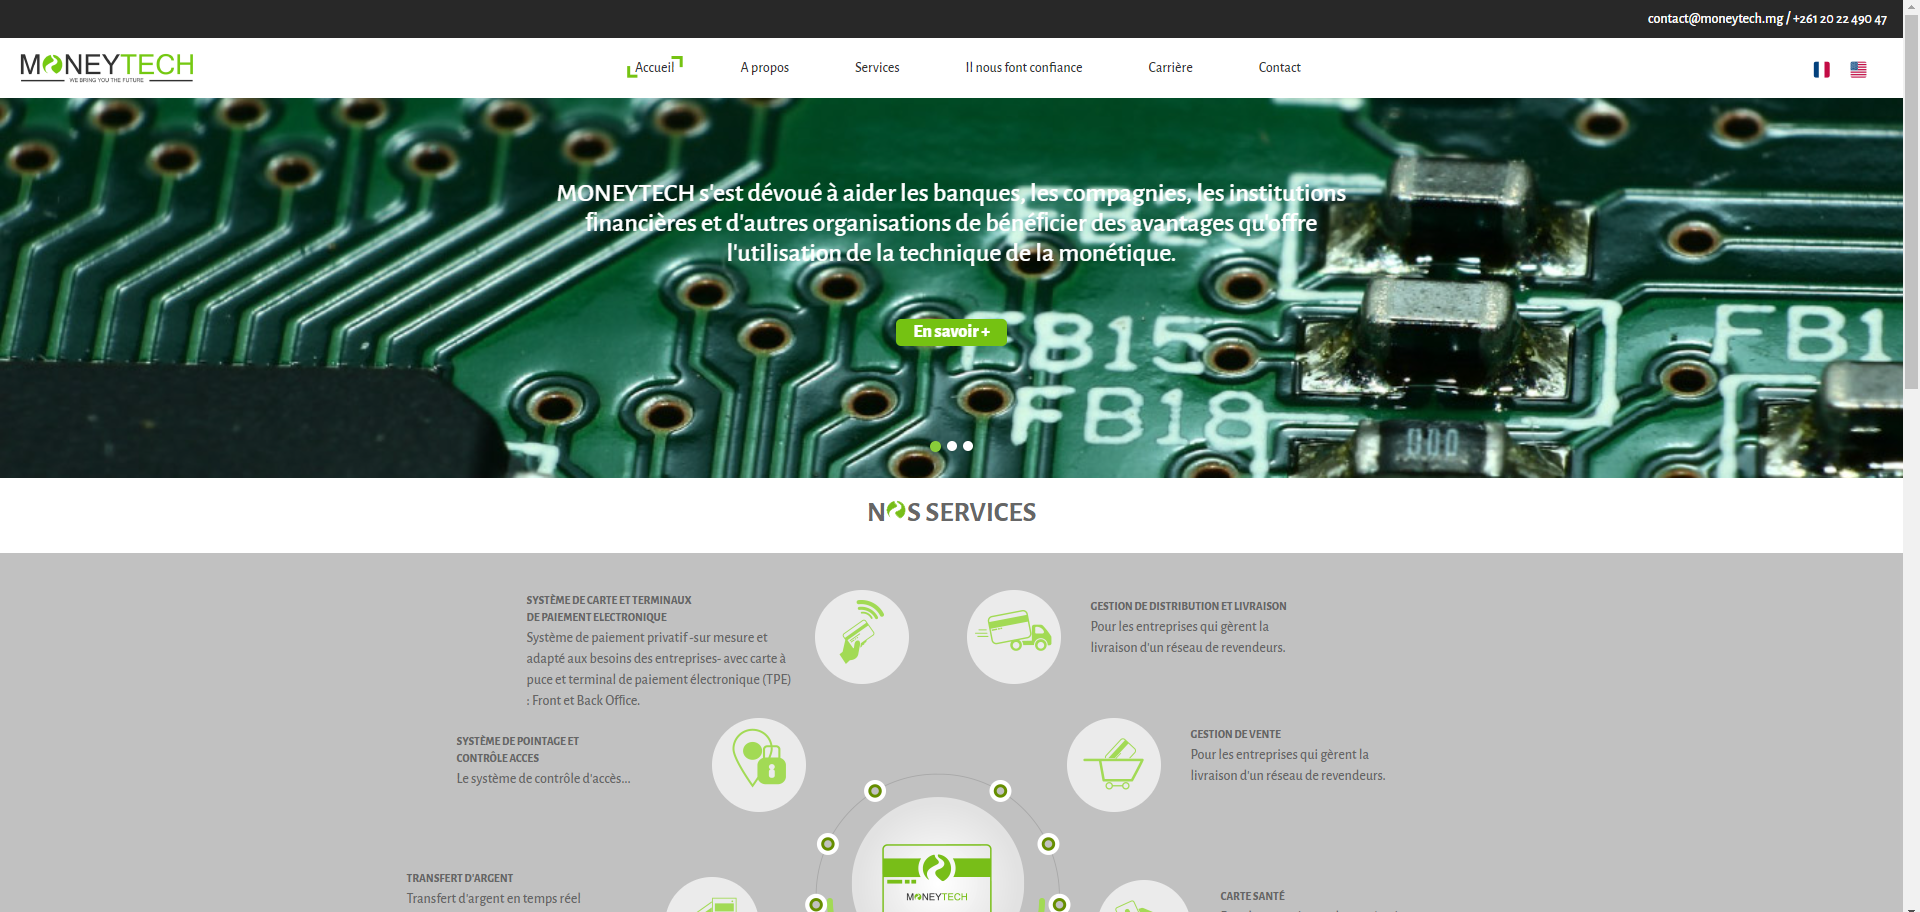 contact@moneytech.mg / +261 20 22 490 47
MONEYTECH
WE BRING YOU THE FUTURE
Accueil
A propos
Services
Il nous font confiance
Carrière
Contact
MONEYTECH s'est dévoué à aider les banques, les compagnies, les institutions
financières et d'autres organisations de bénéficier des avantages qu'offre
l'utilisation de la technique de la monétique.
En savoir +
FB15
FB18
FB1
000
NOS SERVICES
SYSTÈME DE CARTE ET TERMINAUX
DE PAIEMENT ELECTRONIQUE
Système de paiement privatif -sur mesure et
adapté aux besoins des entreprises- avec carte à
puce et terminal de paiement électronique (TPE)
: Front et Back Office.
GESTION DE DISTRIBUTION ET LIVRAISON
Pour les entreprises qui gèrent la
livraison d'un réseau de revendeurs.
SYSTÈME DE POINTAGE ET
CONTRÔLE ACCES
Le système de contrôle d'accès...
GESTION DE VENTE
Pour les entreprises qui gèrent la
livraison d'un réseau de revendeurs.
TRANSFERT D'ARGENT
Transfert d'argent en temps réel
MONEYTECH
CARTE SANTÉ